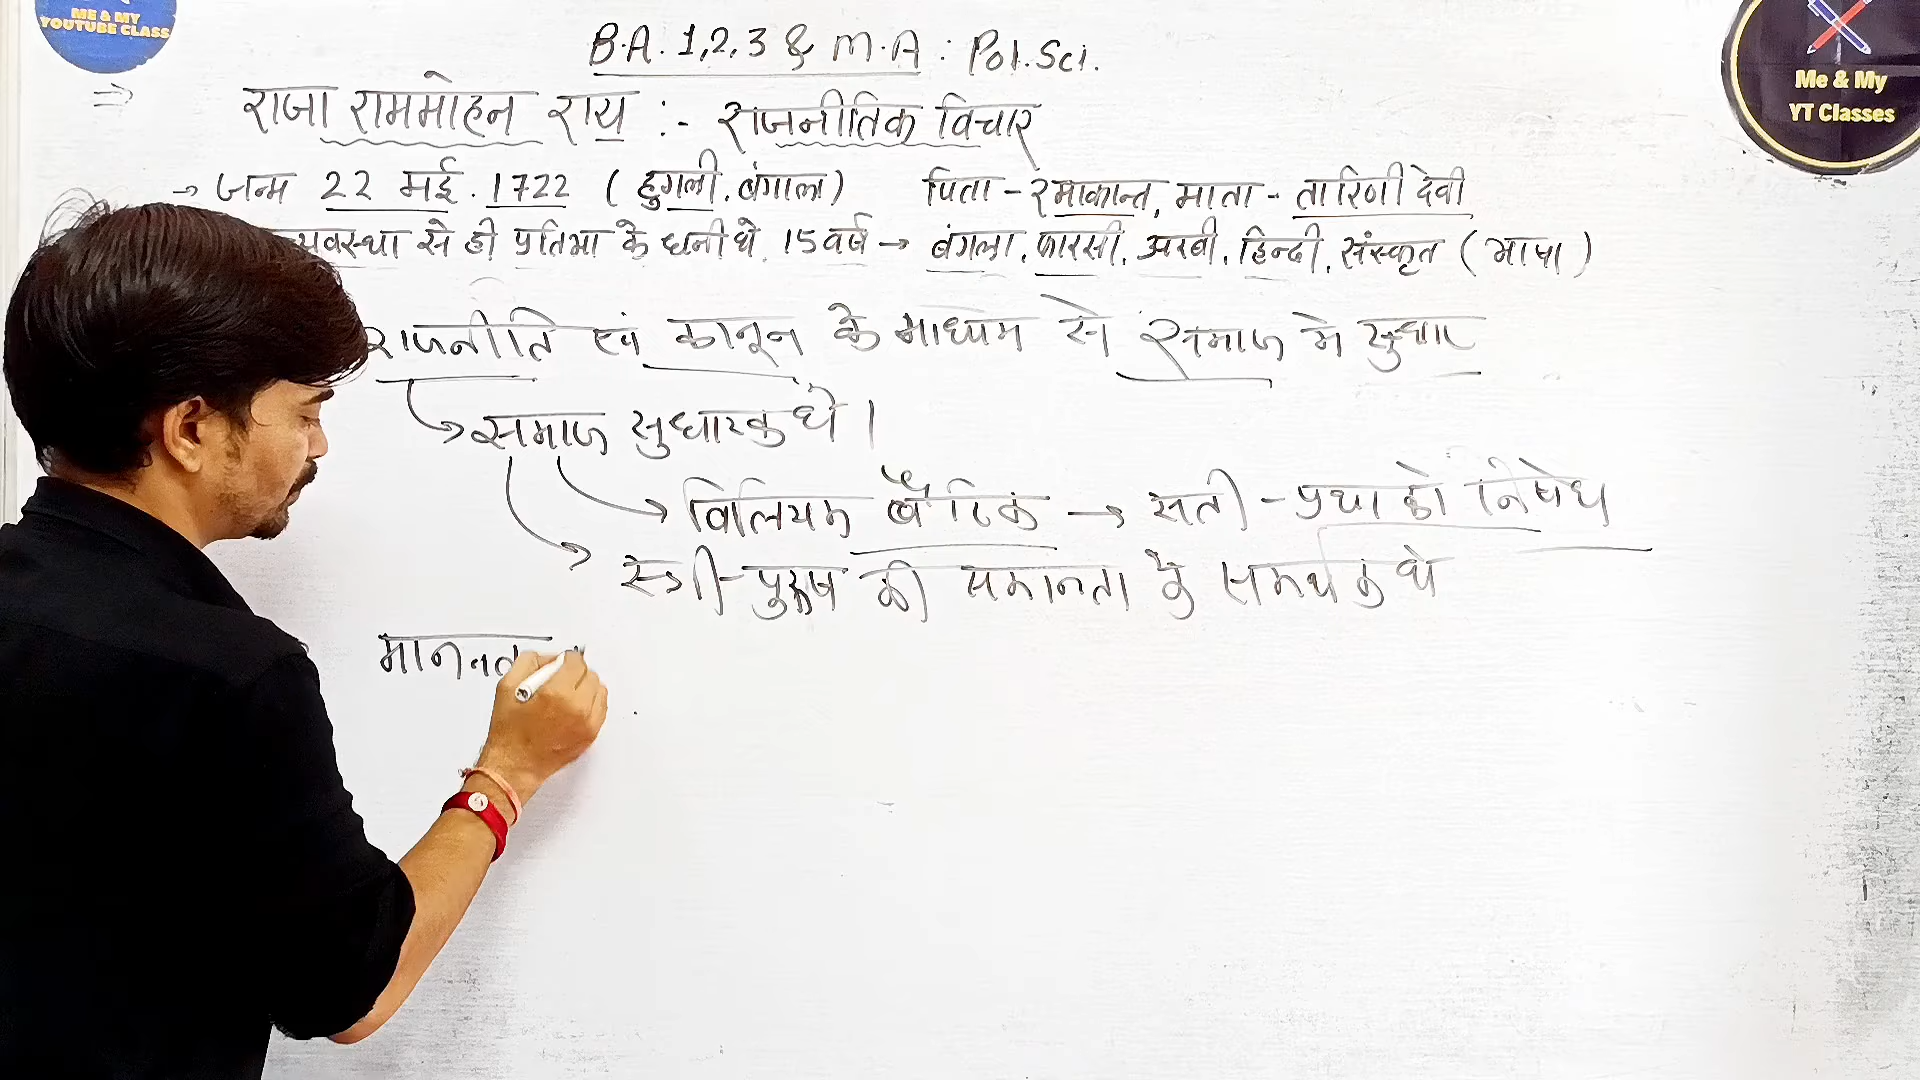 ME & MY
YOUTUBE CLASS
B.A. 1,2,3 & M.A : Pol.Sci.
Me & My
YT Classes
⇒ राजा राममोहन राय :- राजनीतिक विचार
→ जन्म 22 मई. 1722 ( हुगली. बंगाल) पिता - रमाकान्त, माता - तारिणी देवी
वस्था से ही प्रतिभा के धनी थे. 15 वर्ष → बंगला, फारसी, अरबी, हिन्दी, संस्कृत ( भाषा )
राजनीति एवं कानून के माध्यम से समाज मे सुधार
समाज सुधारक थे ।
→ विलियम बैंटिक → सती - प्रथा को निषेध
→ स्त्री-पुरुष की समानता के समर्थक थे